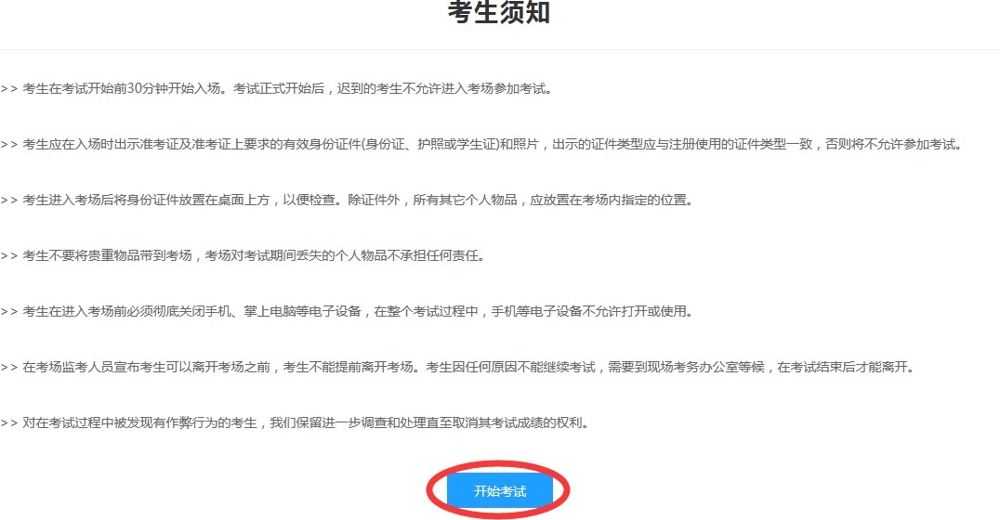 考生须知
>> 考生在考试开始前30分钟开始入场。考试正式开始后，迟到的考生不允许进入考场参加考试。
>> 考生应在入场时出示准考证及准考证上要求的有效身份证件(身份证、护照或学生证)和照片，出示的证件类型应与注册使用的证件类型一致，否则将不允许参加考试。
>> 考生进入考场后将身份证件放置在桌面上方，以便检查。除证件外，所有其它个人物品，应放置在考场内指定的位置。
>> 考生不要将贵重物品带到考场，考场对考试期间丢失的个人物品不承担任何责任。
>> 考生在进入考场前必须彻底关闭手机、掌上电脑等电子设备，在整个考试过程中，手机等电子设备不允许打开或使用。
>> 在考场监考人员宣布考生可以离开考场之前，考生不能提前离开考场。考生因任何原因不能继续考试，需要到现场考务办公室等候，在考试结束后才能离开。
>> 对在考试过程中被发现有作弊行为的考生，我们保留进一步调查和处理直至取消其考试成绩的权利。
开始考试